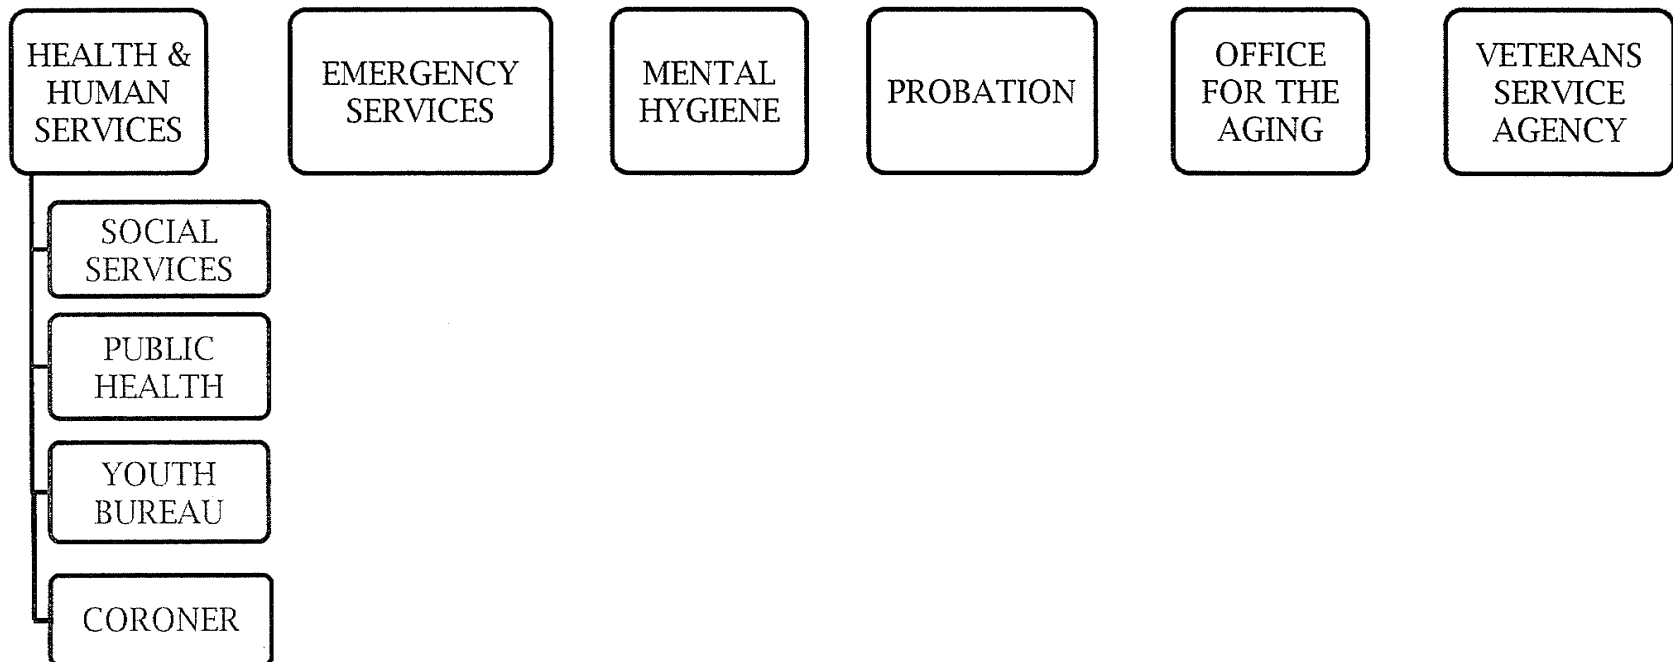 HEALTH &
HUMAN
SERVICES
EMERGENCY
SERVICES
MENTAL
HYGIENE
PROBATION
OFFICE
FOR THE
AGING
VETERANS
SERVICE
AGENCY
SOCIAL
SERVICES
PUBLIC
HEALTH
YOUTH
BUREAU
CORONER